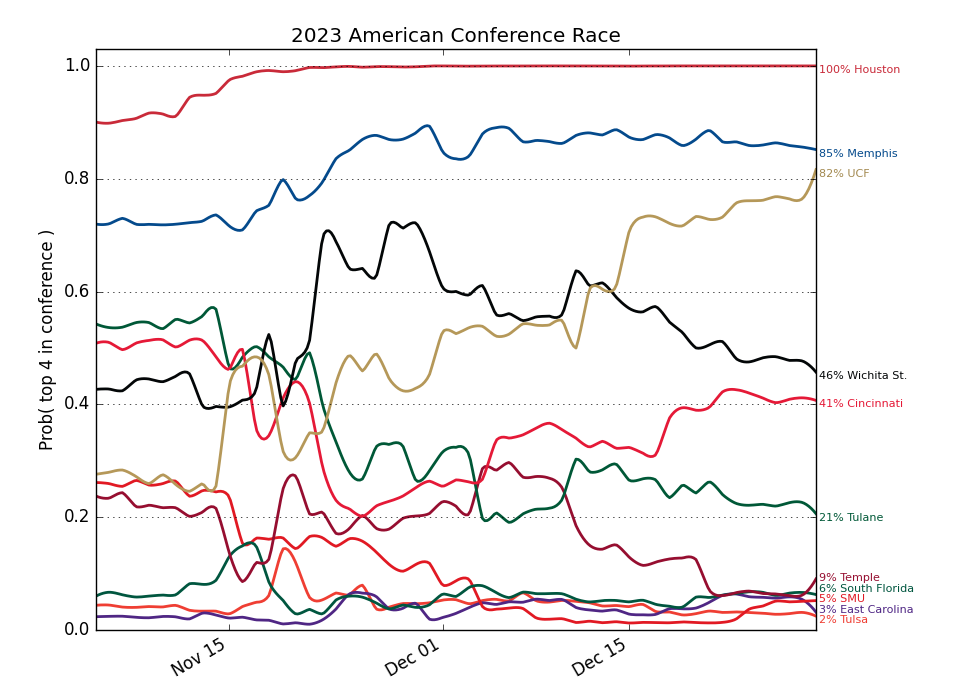 2023 American Conference Race
1.0
0.8
0.6
0.4
0.2
0.0
Prob( top 4 in conference )
Nov 15
Dec 01
Dec 15
100% Houston
85% Memphis
82% UCF
46% Wichita St.
41% Cincinnati
21% Tulane
9% Temple
6% South Florida
5% SMU
3% East Carolina
2% Tulsa